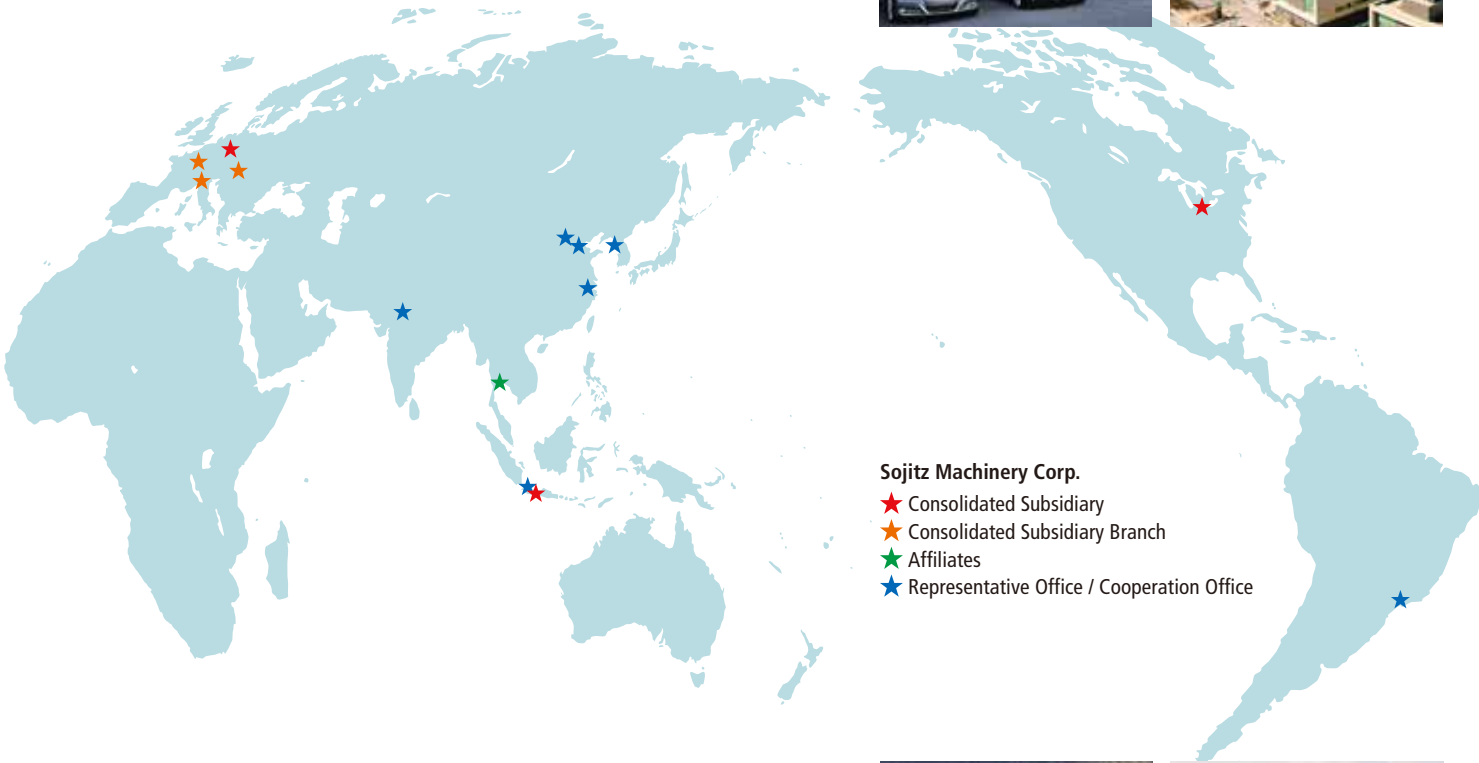 Sojitz Machinery Corp.
Consolidated Subsidiary
Consolidated Subsidiary Branch
Affiliates
Representative Office / Cooperation Office